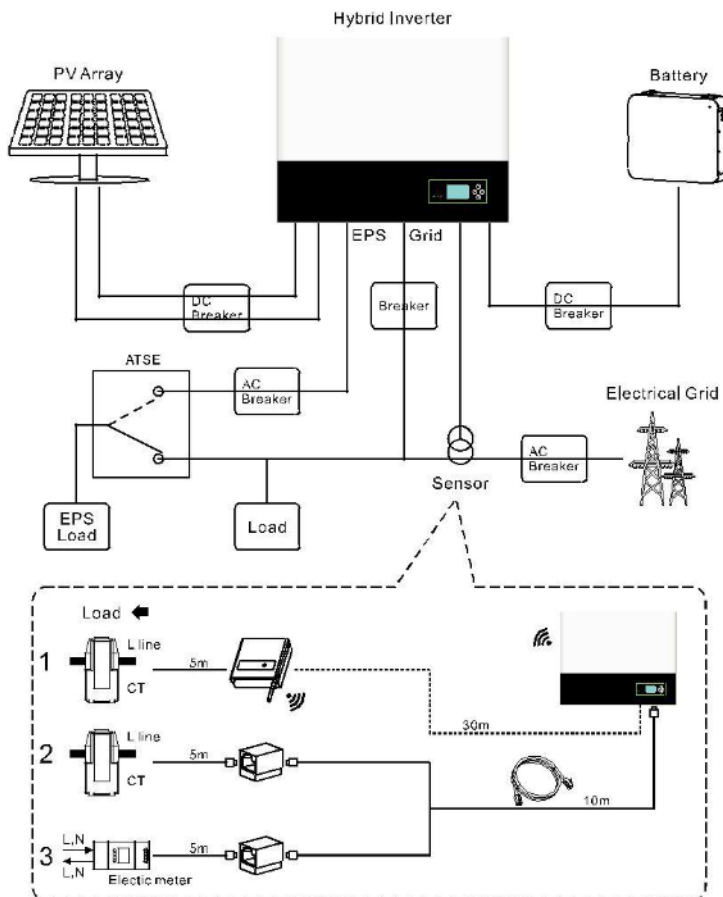 Hybrid Inverter
PV Array
Battery
EPS
Grid
DC
Breaker
Breaker
DC
Breaker
ATSE
AC
Breaker
Electrical Grid
AC
Breaker
Sensor
EPS
Load
Load
Load
1
L line
5m
CT
30m
2
L line
5m
CT
10m
3
L,N
5m
L,N
Electic meter